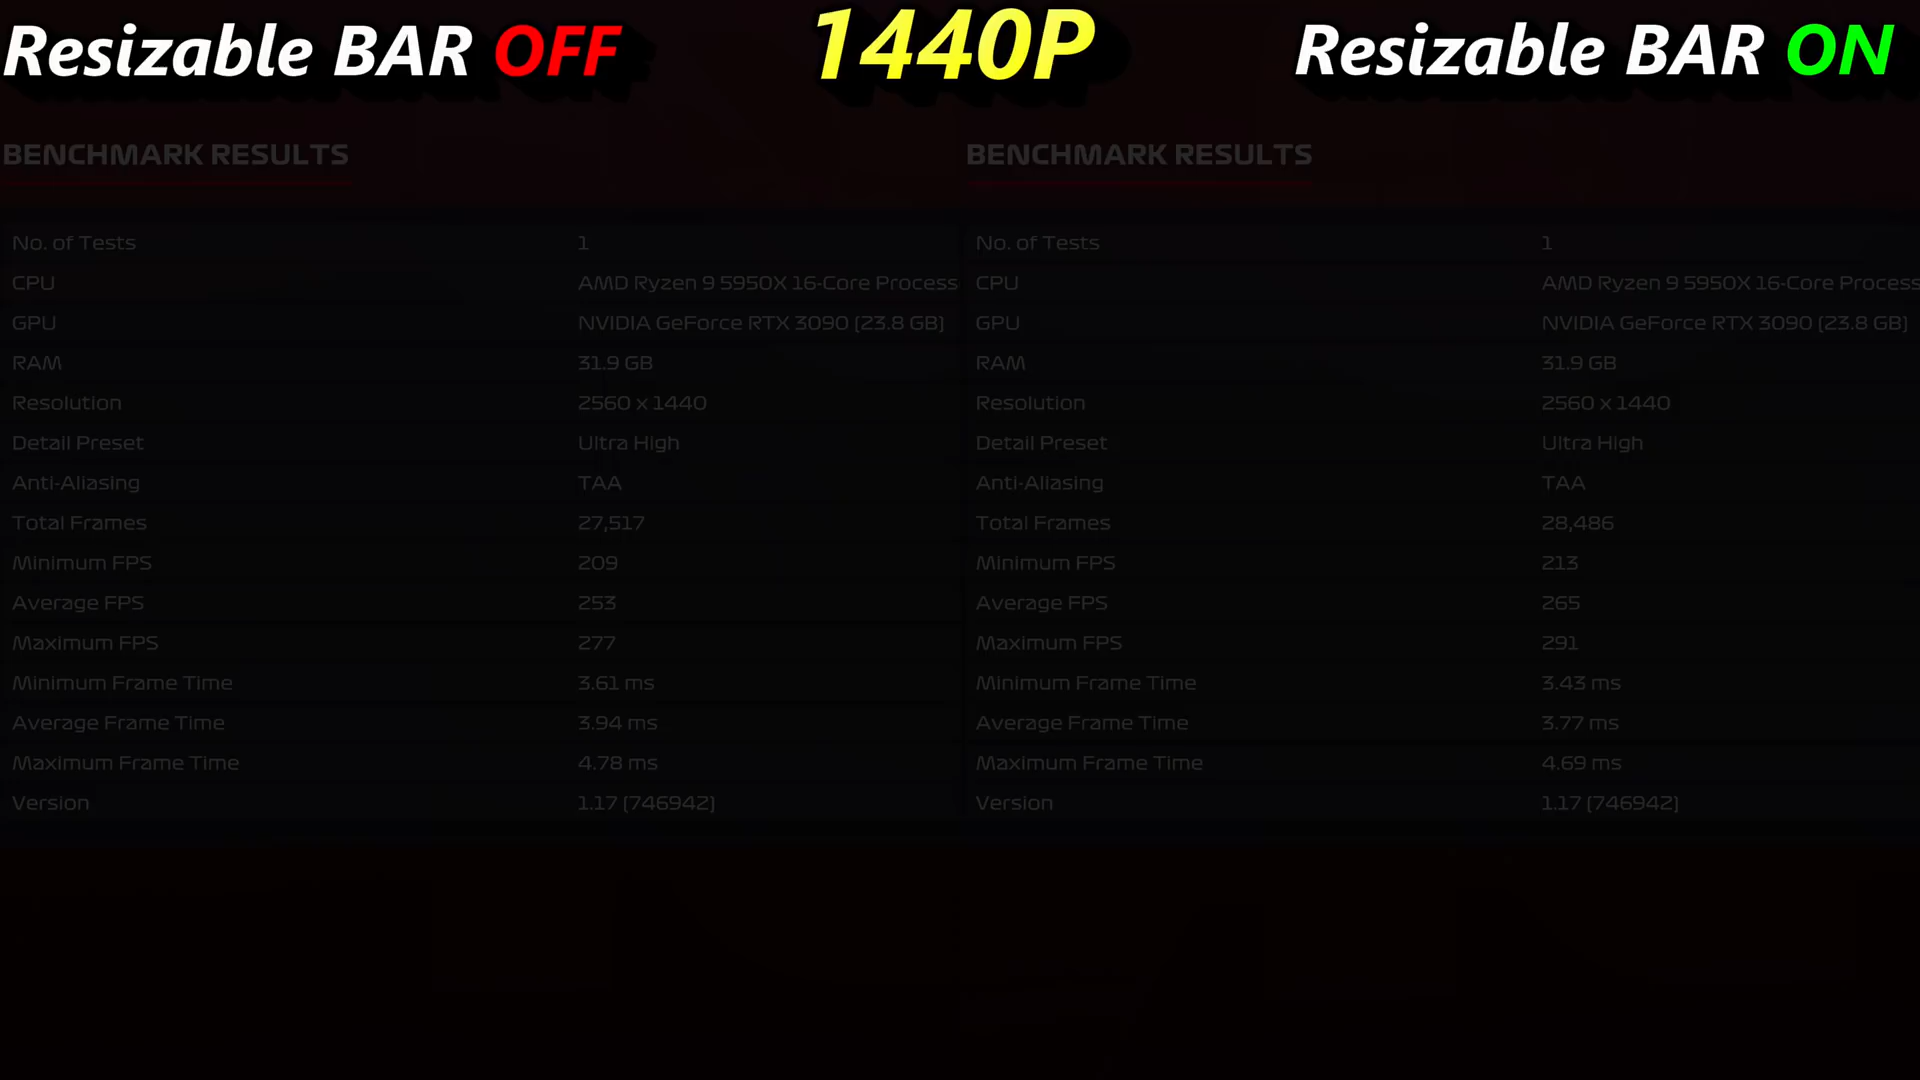 Resizable BAR OFF 1440P Resizable BAR ON
BENCHMARK RESULTS
No. of Tests 1
CPU AMD Ryzen 9 5950X 16-Core Process
GPU NVIDIA GeForce RTX 3090 (23.8 GB)
RAM 31.9 GB
Resolution 2560 x 1440
Detail Preset Ultra High
Anti-Aliasing TAA
Total Frames 27,517
Minimum FPS 209
Average FPS 253
Maximum FPS 277
Minimum Frame Time 3.61 ms
Average Frame Time 3.94 ms
Maximum Frame Time 4.78 ms
Version 1.17 (746942)
BENCHMARK RESULTS
No. of Tests 1
CPU AMD Ryzen 9 5950X 16-Core Process
GPU NVIDIA GeForce RTX 3090 (23.8 GB)
RAM 31.9 GB
Resolution 2560 x 1440
Detail Preset Ultra High
Anti-Aliasing TAA
Total Frames 28,486
Minimum FPS 213
Average FPS 265
Maximum FPS 291
Minimum Frame Time 3.43 ms
Average Frame Time 3.77 ms
Maximum Frame Time 4.69 ms
Version 1.17 (746942)